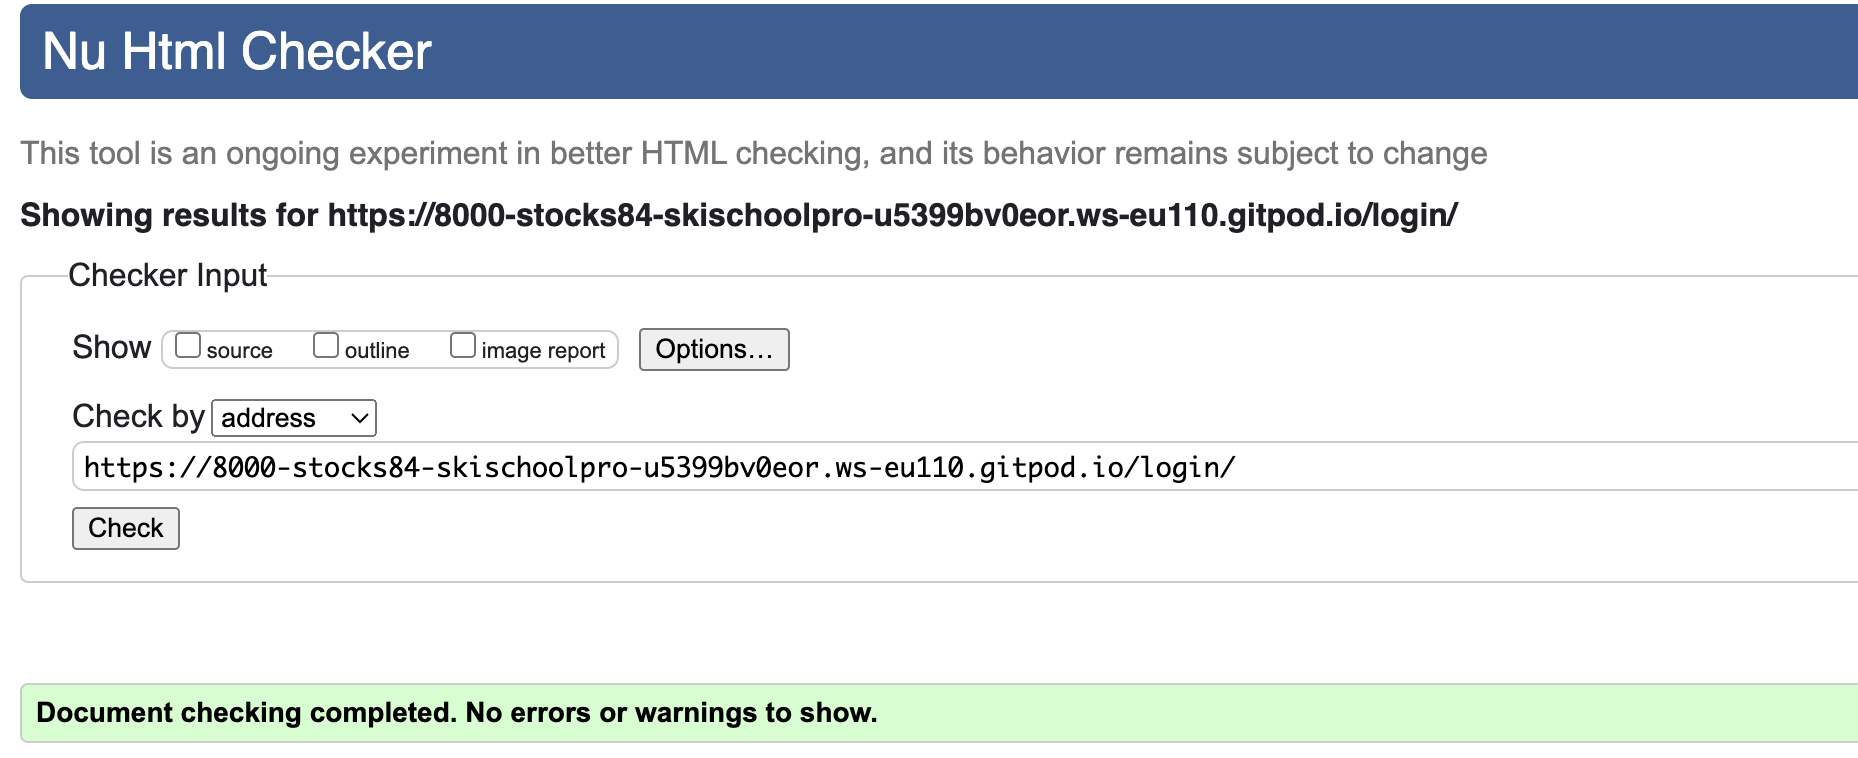 Nu Html Checker
This tool is an ongoing experiment in better HTML checking, and its behavior remains subject to change
Showing results for https://8000-stocks84-skischoolpro-u5399bv0eor.ws-eu110.gitpod.io/login/
Checker Input
Show source outline image report Options...
Check by address
https://8000-stocks84-skischoolpro-u5399bv0eor.ws-eu110.gitpod.io/login/
Check
Document checking completed. No errors or warnings to show.